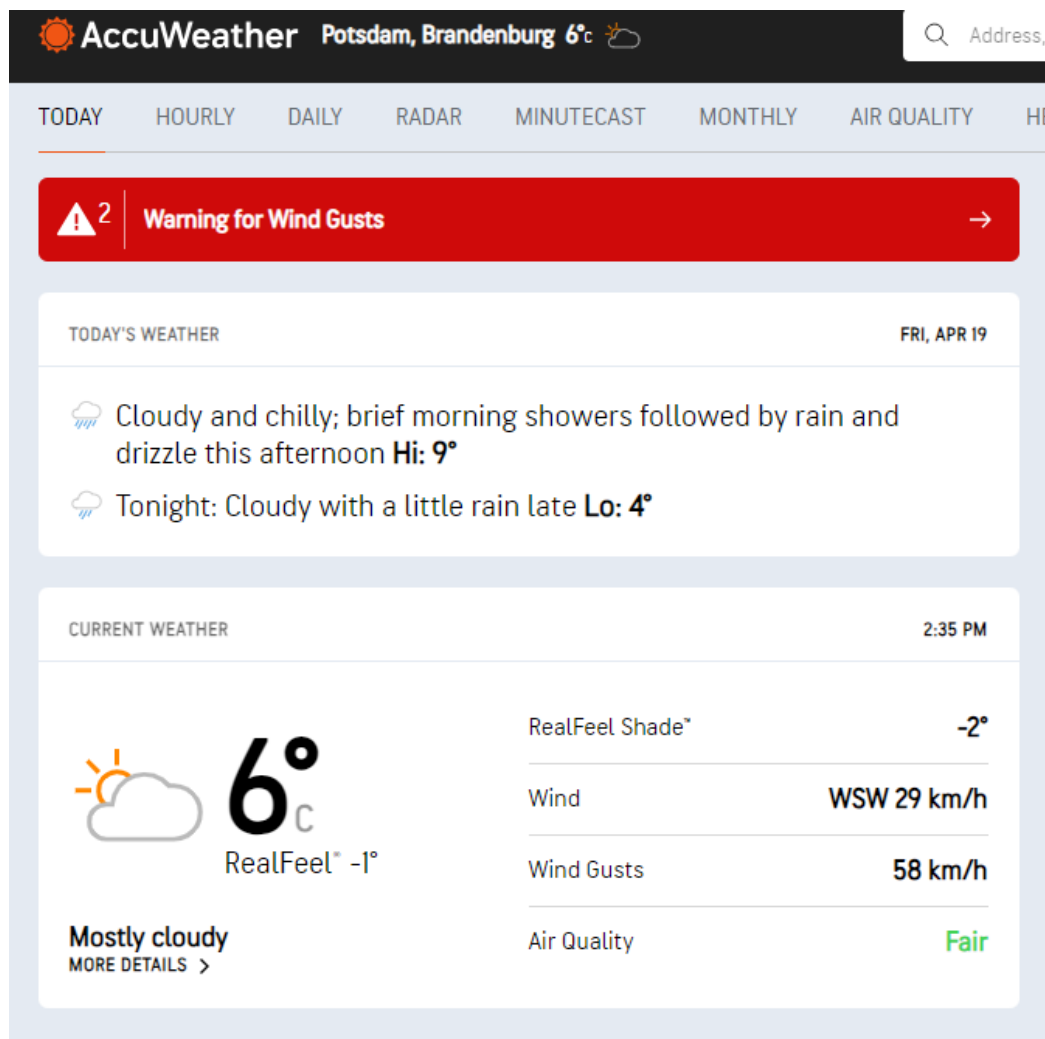 AccuWeather Potsdam, Brandenburg 6°C
Address,
TODAY HOURLY DAILY RADAR MINUTECAST MONTHLY AIR QUALITY
2 Warning for Wind Gusts →
TODAY'S WEATHER FRI, APR 19
Cloudy and chilly; brief morning showers followed by rain and
drizzle this afternoon Hi: 9°
Tonight: Cloudy with a little rain late Lo: 4°
CURRENT WEATHER 2:35 PM
6°C
RealFeel® -1°
Mostly cloudy
MORE DETAILS >
RealFeel Shade™ -2°
Wind WSW 29 km/h
Wind Gusts 58 km/h
Air Quality Fair